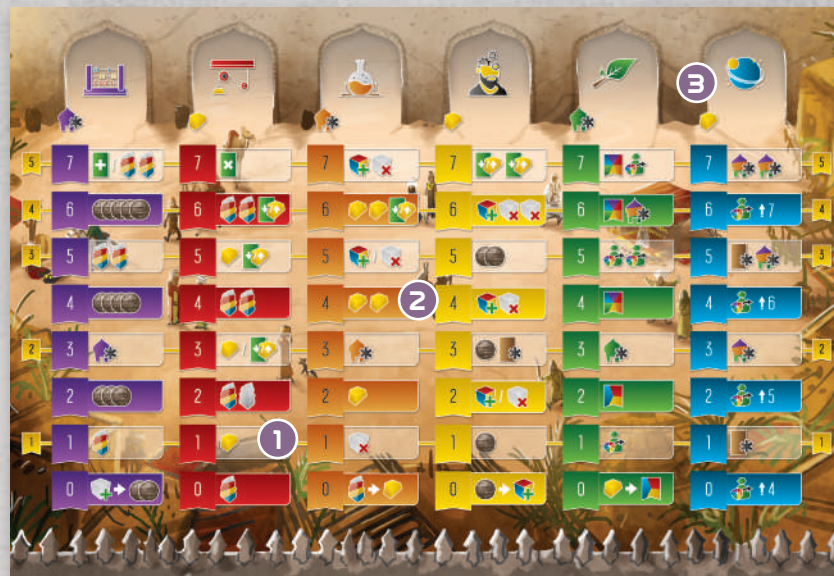 3
5 7 + / 7 × 7 7 7 7 5
4 6 6 6 6 6 6 7 4
3 5 5 5 / 5 5 5 3
4 4 4 2 4 4 4 6
2 3 3 / 3 3 3 3 2
2 2 2 2 / 2 2 5
1 1 1 1 1 1 1 1 1
0 0 0 0 0 0 4